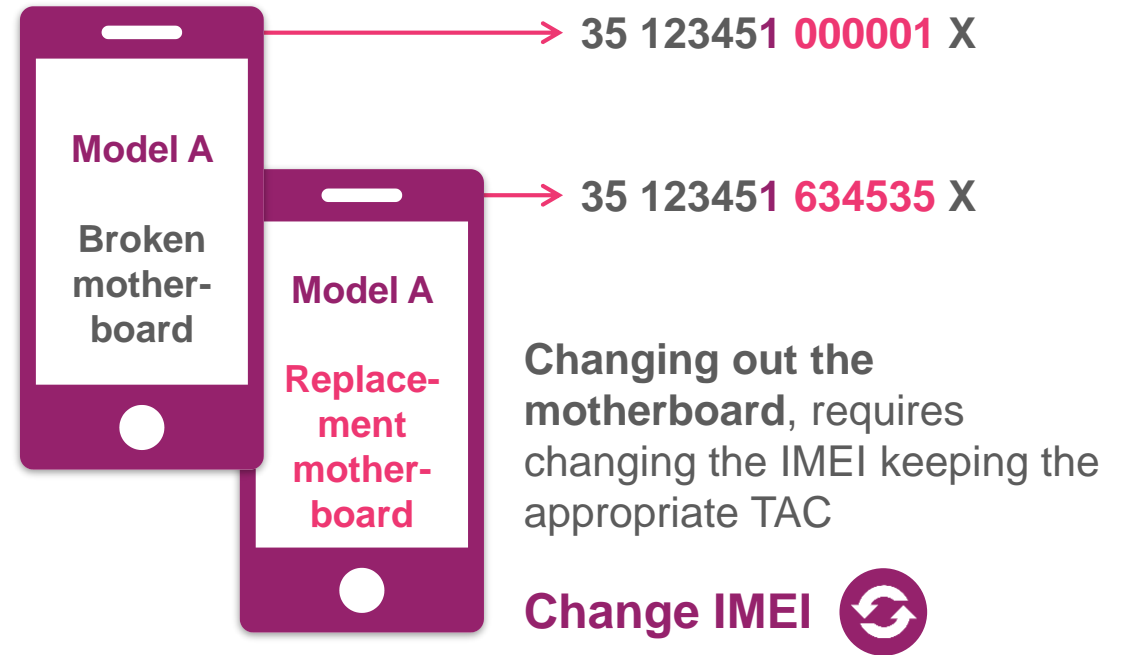 35 123451 000001 X
Model A
Broken
mother-
board
35 123451 634535 X
Model A
Replace-
ment
mother-
board
Changing out the
motherboard, requires
changing the IMEI keeping the
appropriate TAC
Change IMEI